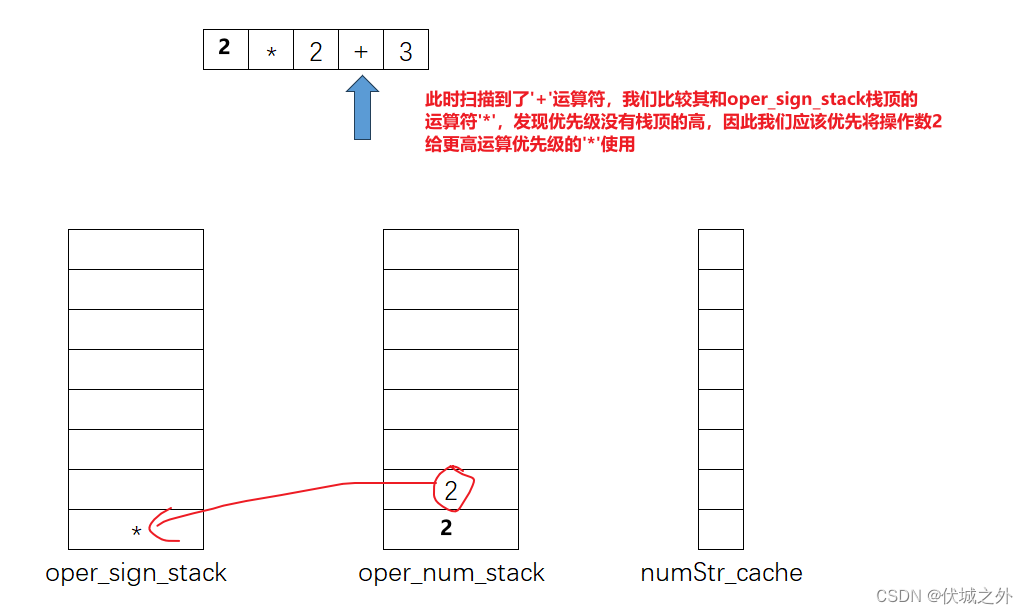 2 * 2 + 3
此时扫描到了'+'运算符，我们比较其和oper_sign_stack栈顶的
运算符'*'，发现优先级没有栈顶的高，因此我们应该优先将操作数2
给更高运算优先级的'*'使用
2
* 2
oper_sign_stack oper_num_stack numStr_cache
CSDN @伏城之外